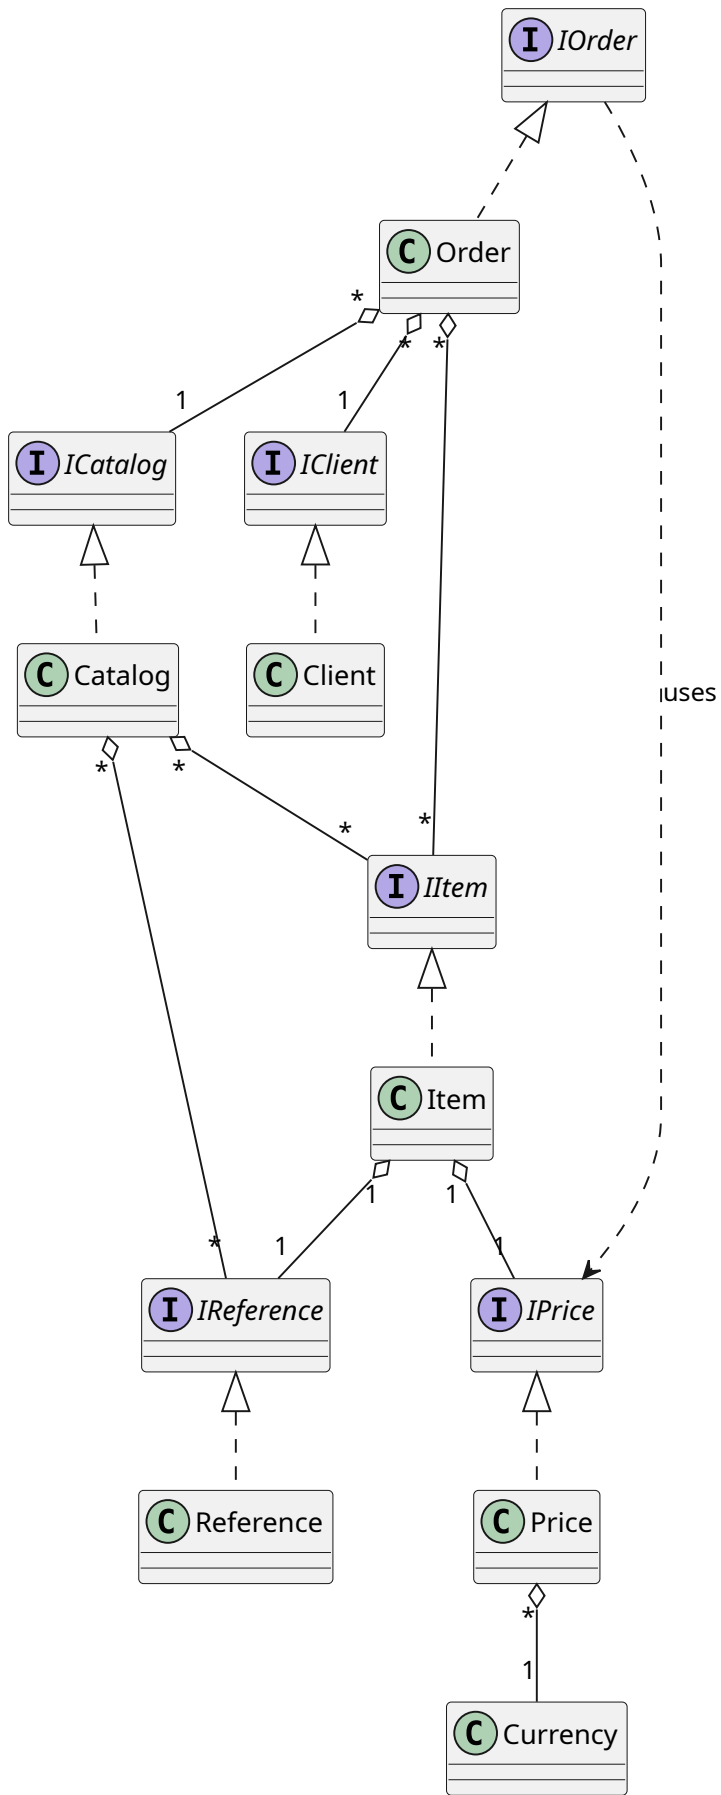 I IOrder
C Order
*
*
*
1
1
I ICatalog
I IClient
C Catalog
C Client
uses
*
*
*
*
I IItem
C Item
1
1
*
1
1
I IReference
I IPrice
C Reference
C Price
*
1
C Currency